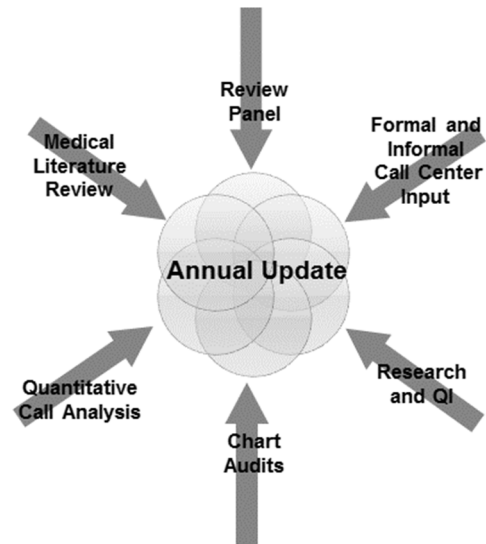 Review
Panel
Formal and
Informal
Call Center
Input
Medical
Literature
Review
Annual Update
Research
and QI
Quantitative
Call Analysis
Chart
Audits